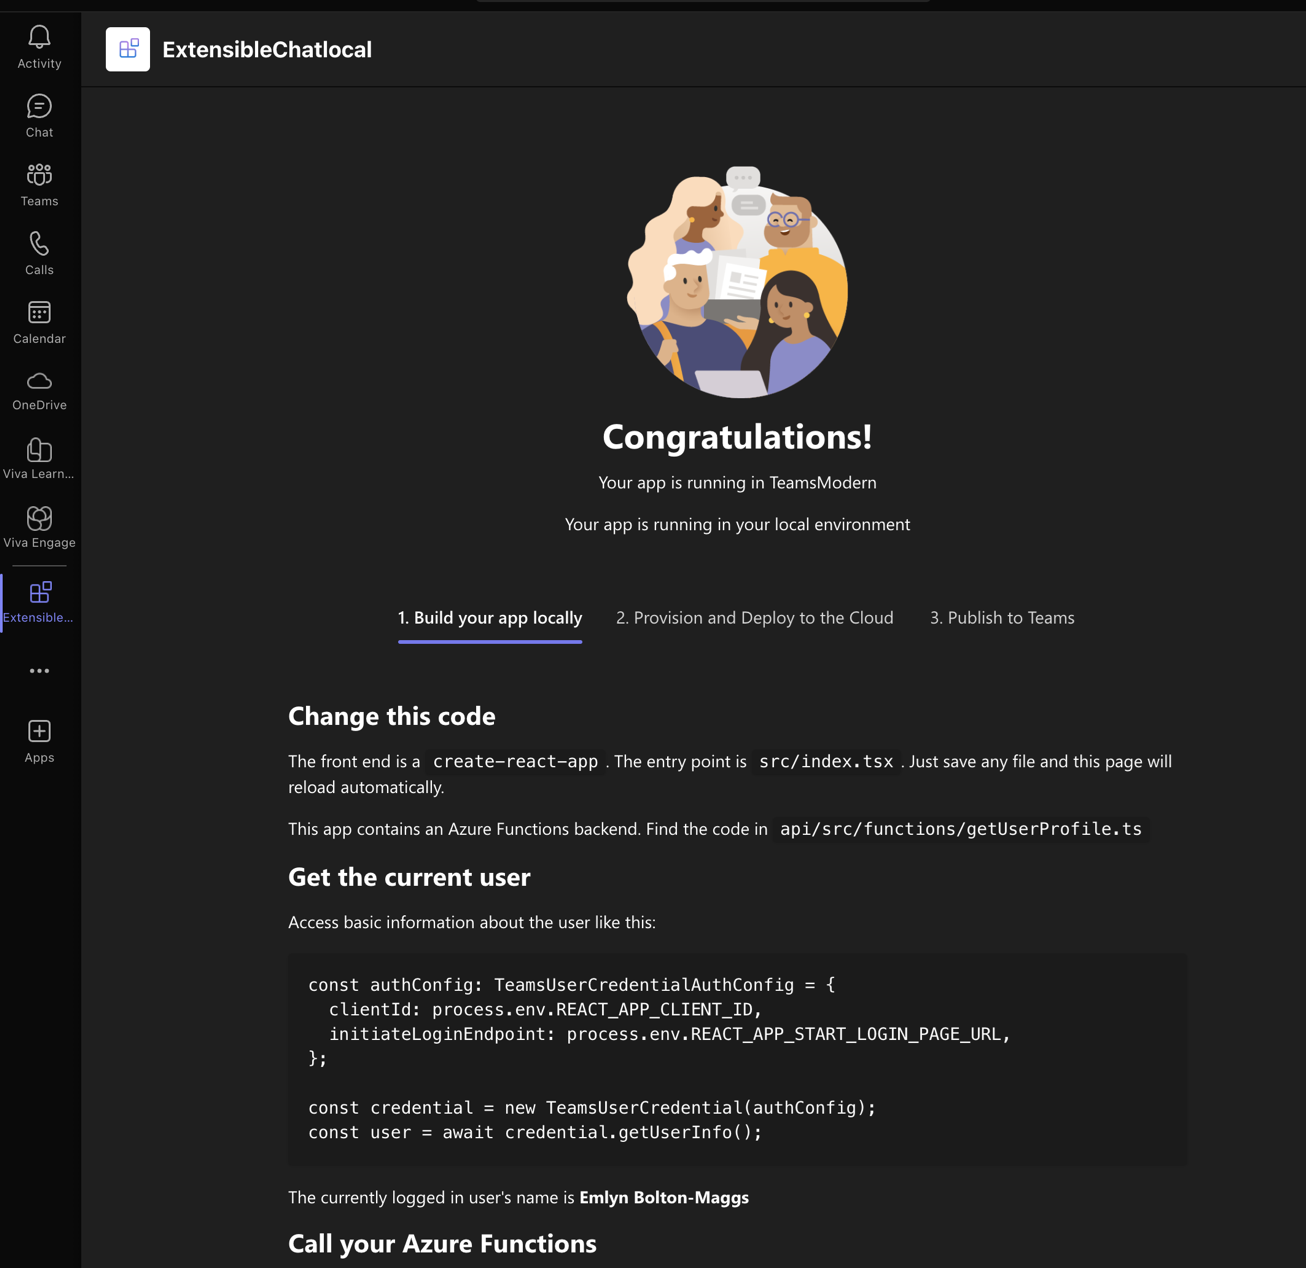 Activity
Chat
Teams
Calls
Calendar
OneDrive
Viva Learn...
Viva Engage
Extensible...
Apps
ExtensibleChatlocal
Congratulations!
Your app is running in TeamsModern
Your app is running in your local environment
1. Build your app locally 2. Provision and Deploy to the Cloud 3. Publish to Teams
Change this code
The front end is a create-react-app . The entry point is src/index.tsx . Just save any file and this page will
reload automatically.
This app contains an Azure Functions backend. Find the code in api/src/functions/getUserProfile.ts
Get the current user
Access basic information about the user like this:
const authConfig: TeamsUserCredentialAuthConfig = {
  clientId: process.env.REACT_APP_CLIENT_ID,
  initiateLoginEndpoint: process.env.REACT_APP_START_LOGIN_PAGE_URL,
};
const credential = new TeamsUserCredential(authConfig);
const user = await credential.getUserInfo();
The currently logged in user's name is Emlyn Bolton-Maggs
Call your Azure Functions